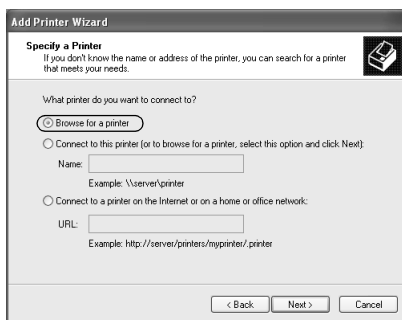 Add Printer Wizard
Specify a Printer
If you don't know the name or address of the printer, you can search for a printer
that meets your needs.
What printer do you want to connect to?
Browse for a printer
Connect to this printer (or to browse for a printer, select this option and click Next):
Name:
Example: \\server\printer
Connect to a printer on the Internet or on a home or office network:
URL:
Example: http://server/printers/myprinter/.printer
< Back Next > Cancel